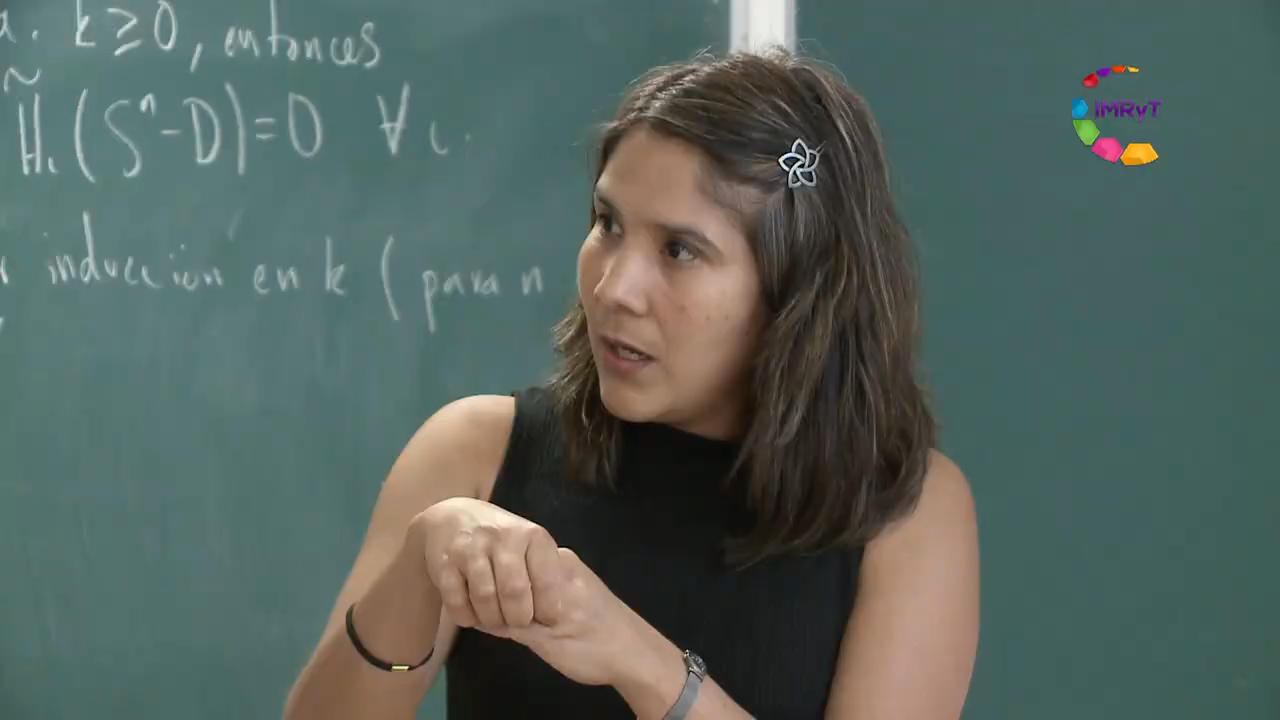 a. k ≥ 0, entonces
H̃ᵢ(Sⁿ-D)=0 ∀ i.
inducción en k (para n
iMRyT